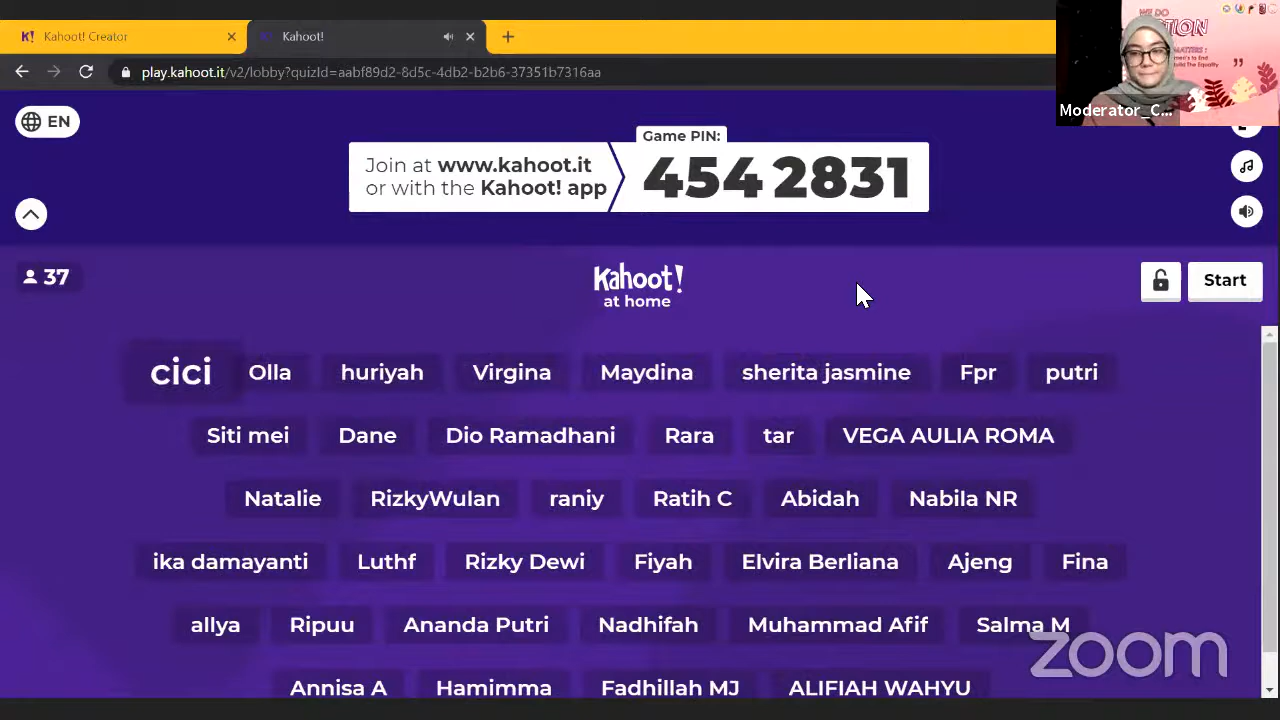 Kahoot! Creator
Kahoot!
play.kahoot.it/v2/lobby?quizId=aabf89d2-8d5c-4db2-b2b6-37351b7316aa
WE DO
MATTERS :
Moderator_C...
EN
Join at www.kahoot.it
or with the Kahoot! app
Game PIN:
454 2831
37
Kahoot!
at home
Start
cici Olla huriyah Virgina Maydina sherita jasmine Fpr putri
Siti mei Dane Dio Ramadhani Rara tar VEGA AULIA ROMA
Natalie RizkyWulan raniy Ratih C Abidah Nabila NR
ika damayanti Luthf Rizky Dewi Fiyah Elvira Berliana Ajeng Fina
allya Ripuu Ananda Putri Nadhifah Muhammad Afif Salma M
Annisa A Hamimma Fadhillah MJ ALIFIAH WAHYU
zoom